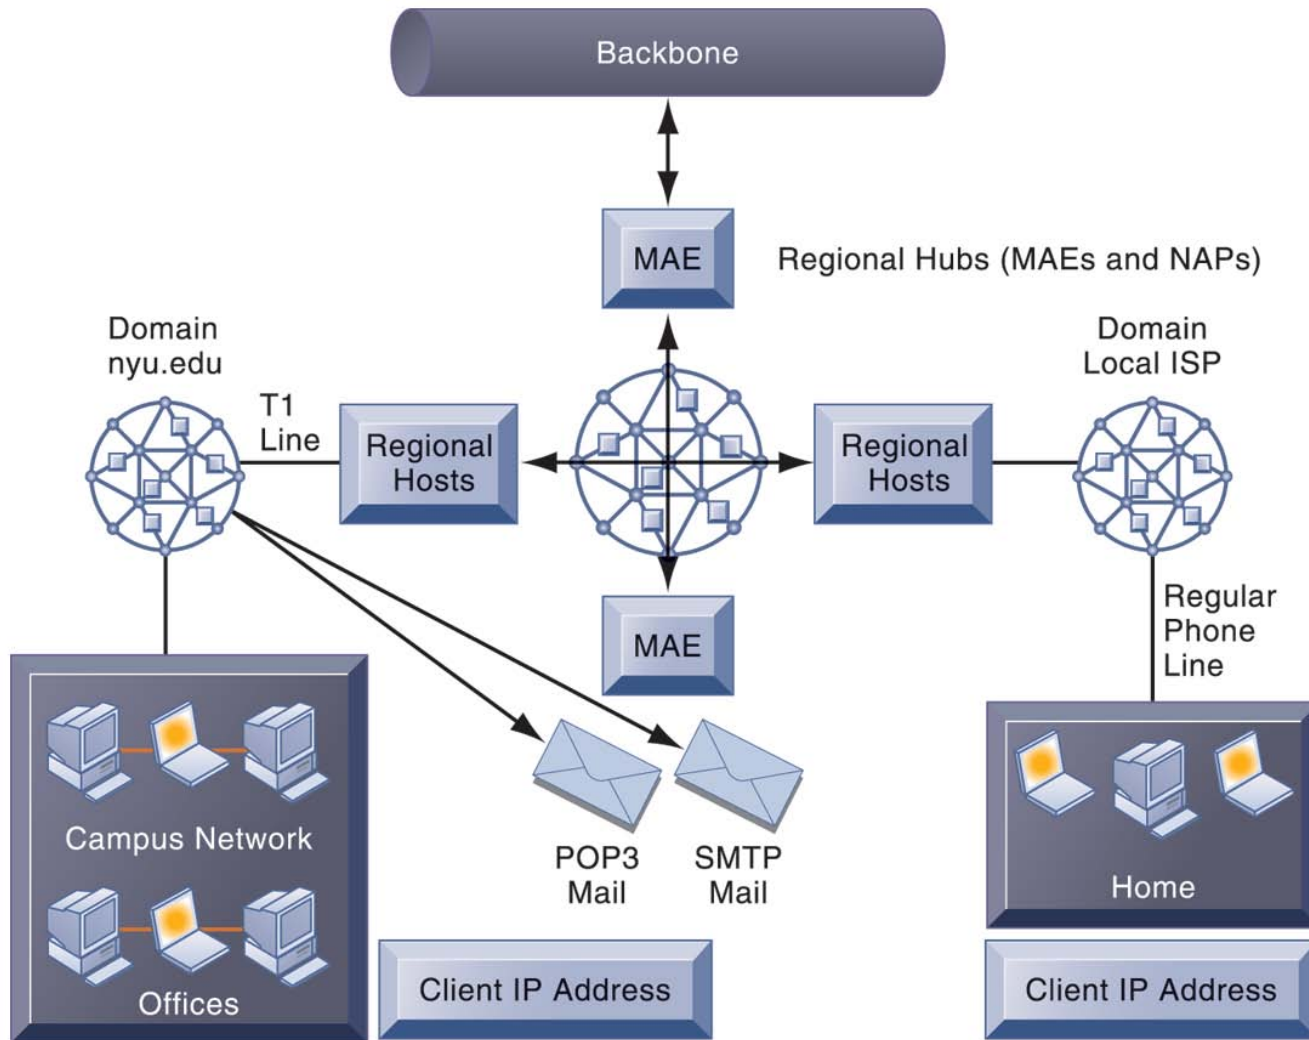 Backbone
MAE
Regional Hubs (MAEs and NAPs)
Domain
nyu.edu
T1
Line
Regional
Hosts
Regional
Hosts
Domain
Local ISP
MAE
Regular
Phone
Line
Campus Network
Offices
POP3
Mail
SMTP
Mail
Home
Client IP Address
Client IP Address